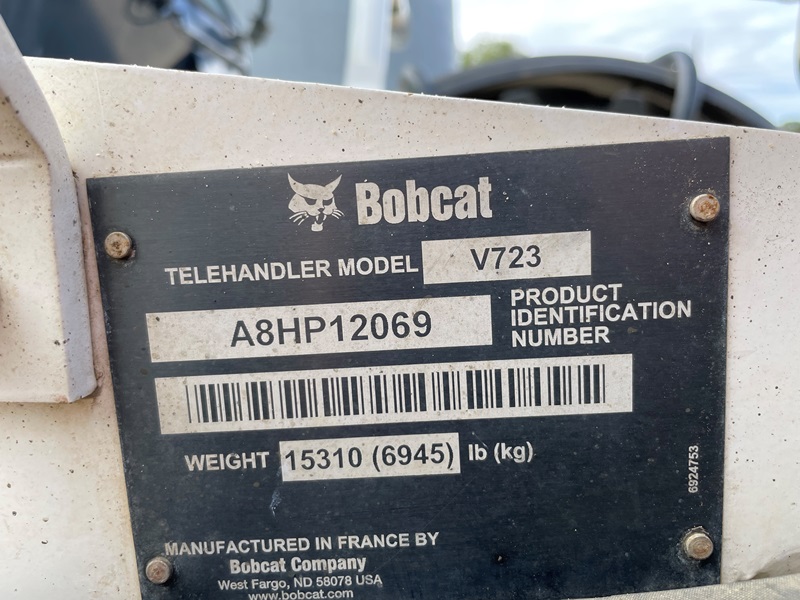 Bobcat
TELEHANDLER MODEL V723
A8HP12069
PRODUCT
IDENTIFICATION
NUMBER
WEIGHT 15310 (6945) lb (kg)
6924753
MANUFACTURED IN FRANCE BY
Bobcat Company
West Fargo, ND 58078 USA
www.bobcat.com